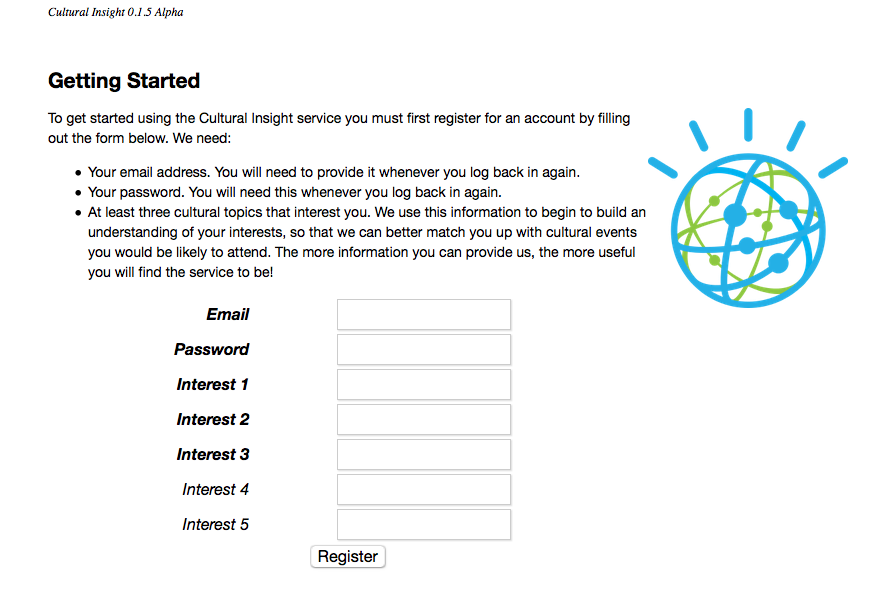 Cultural Insight 0.1.5 Alpha
Getting Started
To get started using the Cultural Insight service you must first register for an account by filling
out the form below. We need:
• Your email address. You will need to provide it whenever you log back in again.
• Your password. You will need this whenever you log back in again.
• At least three cultural topics that interest you. We use this information to begin to build an
understanding of your interests, so that we can better match you up with cultural events
you would be likely to attend. The more information you can provide us, the more useful
you will find the service to be!
Email
Password
Interest 1
Interest 2
Interest 3
Interest 4
Interest 5
Register